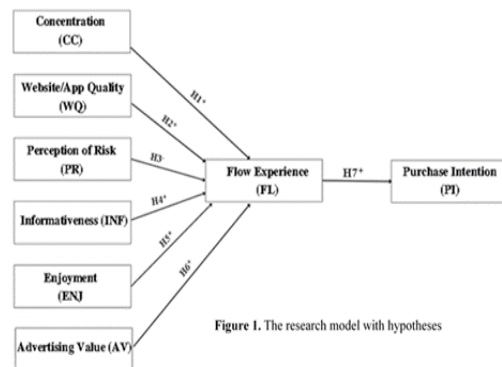 Concentration
(CC)
H1+
Website/App Quality
(WQ)
H2+
Perception of Risk
(PR)
H3-
Flow Experience
(FL)
H7+
Purchase Intention
(PI)
H4+
Informativeness (INF)
H5+
Enjoyment
(ENJ
H6+
Figure 1. The research model with hypotheses
Advertising Value (AV)